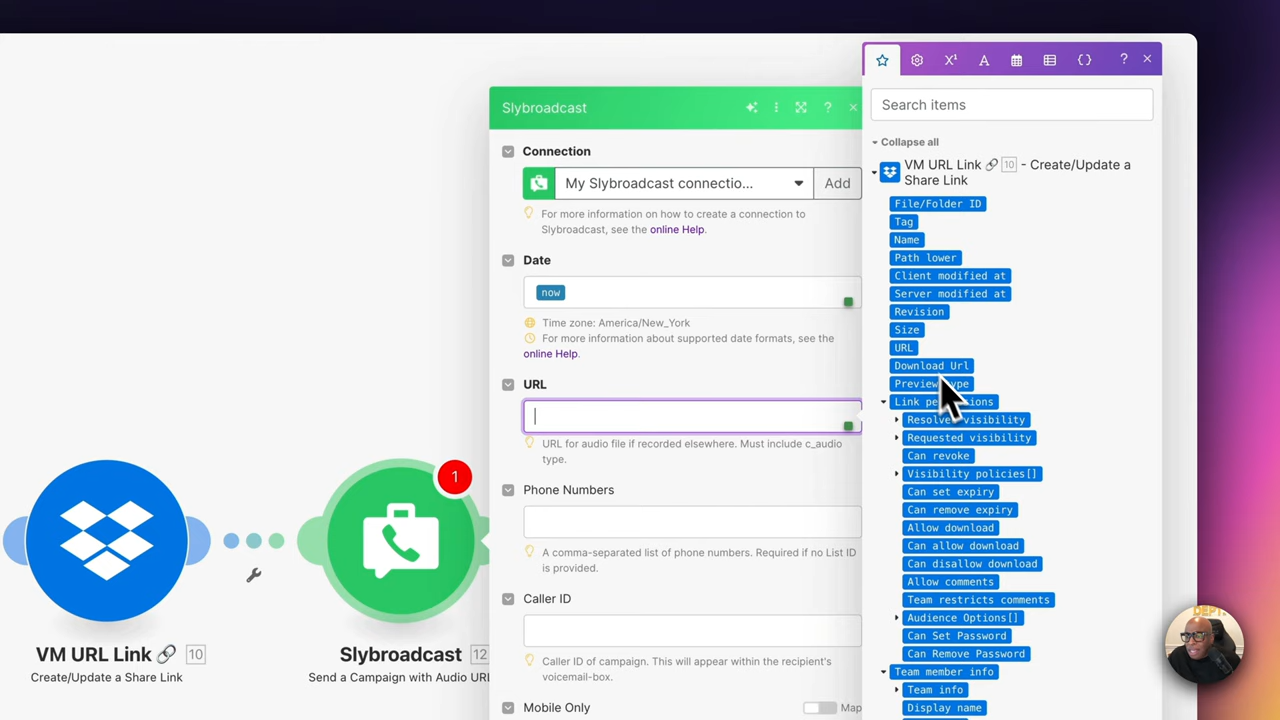 Slybroadcast
?
Connection
My Slybroadcast connectio...
Add
For more information on how to create a connection to
Slybroadcast, see the online Help.
Date
now
Time zone: America/New_York
For more information about supported date formats, see the
online Help.
URL
URL for audio file if recorded elsewhere. Must include c_audio
type.
Phone Numbers
A comma-separated list of phone numbers. Required if no List ID
is provided.
Caller ID
Caller ID of campaign. This will appear within the recipient's
voicemail-box.
Mobile Only
Map
1
VM URL Link 10
Create/Update a Share Link
Slybroadcast 12
Send a Campaign with Audio URL
X¹ A {} ?
Search items
Collapse all
VM URL Link 10 - Create/Update a
Share Link
File/Folder ID
Tag
Name
Path lower
Client modified at
Server modified at
Revision
Size
URL
Download Url
Preview
Link
visibility
Requested visibility
Can revoke
Visibility policies[]
Can set expiry
Can remove expiry
Allow download
Can allow download
Can disallow download
Allow comments
Team restricts comments
Audience Options[]
Can Set Password
Can Remove Password
Team member info
Team info
Display name
DEPT.